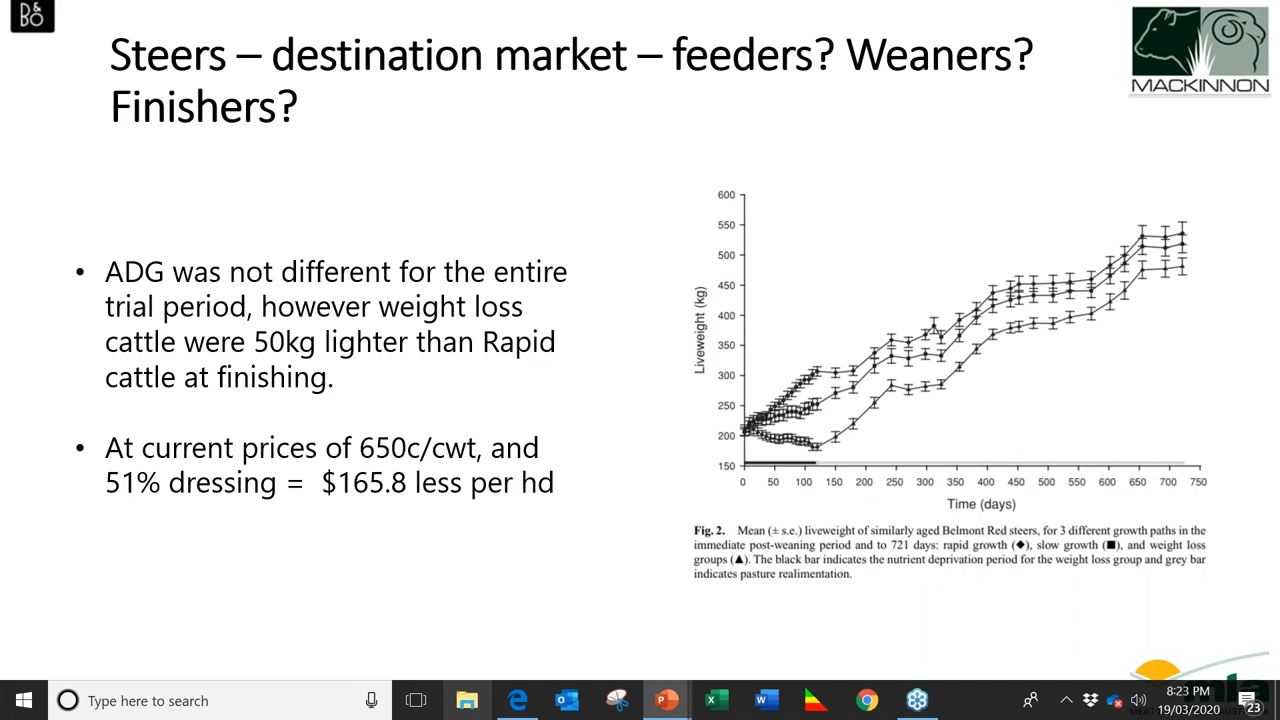 B&O
Steers – destination market – feeders? Weaners?
Finishers?
MACKINNON
• ADG was not different for the entire
trial period, however weight loss
cattle were 50kg lighter than Rapid
cattle at finishing.
• At current prices of 650c/cwt, and
51% dressing = $165.8 less per hd
600
550
500
450
400
350
300
250
200
150
Liveweight (kg)
0 50 100 150 200 250 300 350 400 450 500 550 600 650 700 750
Time (days)
Fig. 2. Mean (± s.e.) liveweight of similarly aged Belmont Red steers, for 3 different growth paths in the
immediate post-weaning period and to 721 days: rapid growth (◆), slow growth (■), and weight loss
groups (▲). The black bar indicates the nutrient deprivation period for the weight loss group and grey bar
indicates pasture realimentation.
Type here to search
8:23 PM
19/03/2020
23